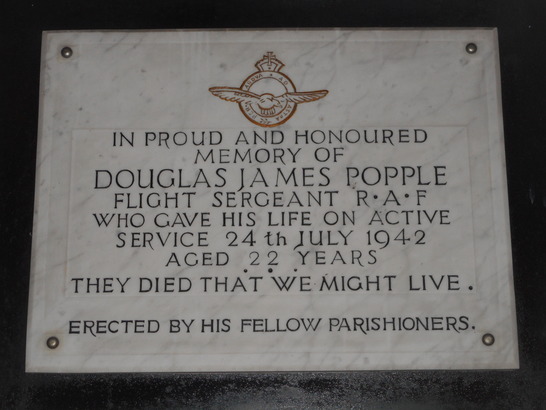 IN PROUD AND HONOURED
MEMORY OF
DOUGLAS JAMES POPPLE
FLIGHT SERGEANT R·A·F
WHO GAVE HIS LIFE ON ACTIVE
SERVICE 24th JULY 1942
AGED 22 YEARS
THEY DIED THAT WE MIGHT LIVE.
ERECTED BY HIS FELLOW PARISHIONERS.